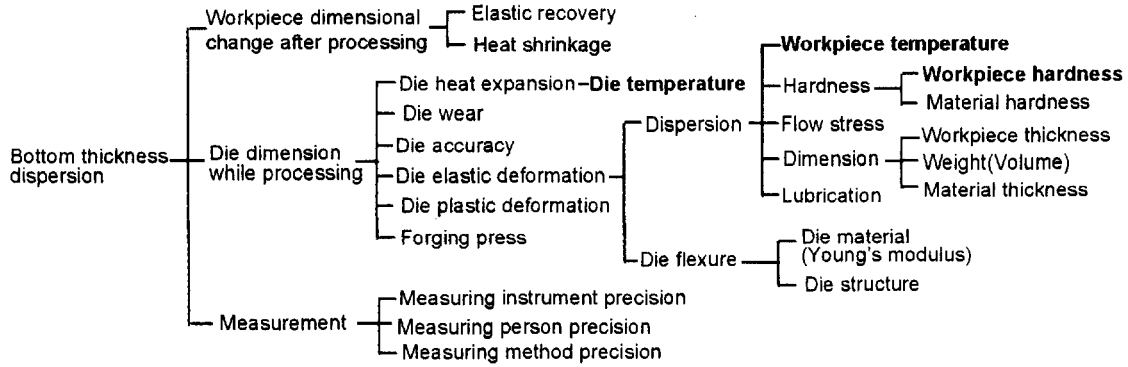 Workpiece dimensional
change after processing
Elastic recovery
Heat shrinkage
Workpiece temperature
Die heat expansion
Die temperature
Hardness
Workpiece hardness
Material hardness
Die wear
Dispersion
Flow stress
Bottom thickness
dispersion
Die dimension
while processing
Die accuracy
Dimension
Workpiece thickness
Weight(Volume)
Material thickness
Die elastic deformation
Lubrication
Die plastic deformation
Forging press
Die flexure
Die material
(Young's modulus)
Die structure
Measurement
Measuring instrument precision
Measuring person precision
Measuring method precision